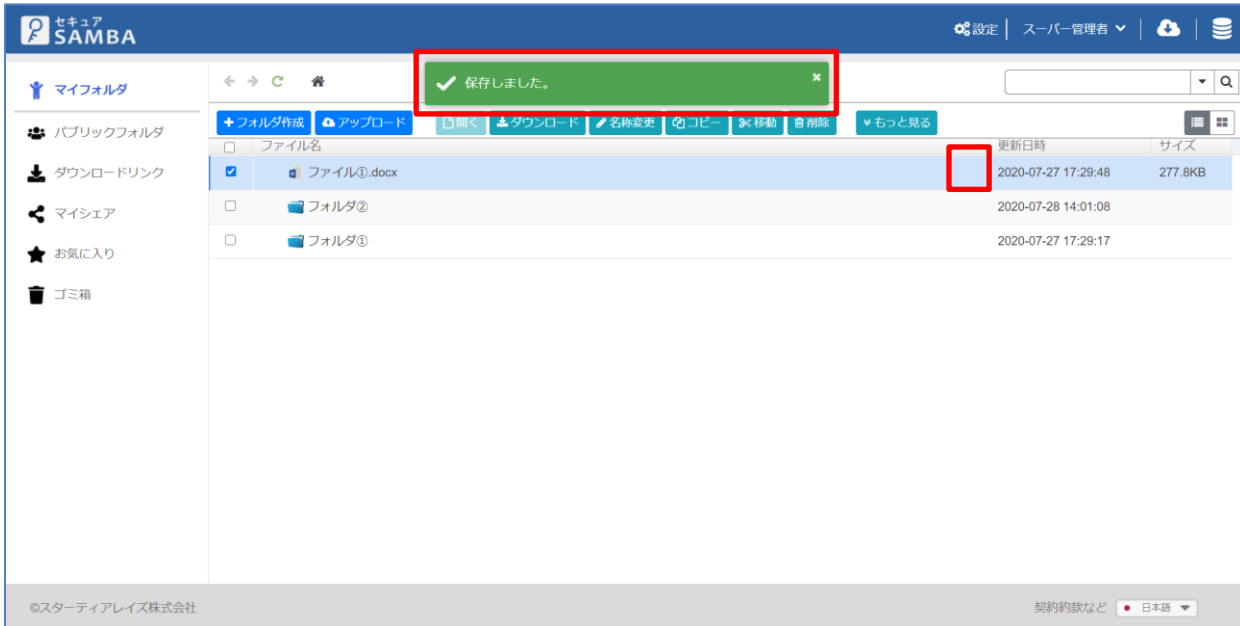 セキュア
SAMBA
設定 スーパー管理者
マイフォルダ
パブリックフォルダ
ダウンロードリンク
マイシェア
お気に入り
ゴミ箱
保存しました。
フォルダ作成 アップロード 開く ダウンロード 名称変更 コピー 移動 削除 もっと見る
ファイル名 更新日時 サイズ
ファイル①.docx 2020-07-27 17:29:48 277.8KB
フォルダ② 2020-07-28 14:01:08
フォルダ① 2020-07-27 17:29:17
©スターティアレイズ株式会社 契約約款など 日本語